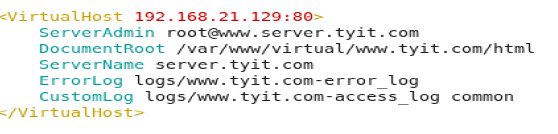 <VirtualHost 192.168.21.129:80>
    ServerAdmin root@www.server.tyit.com
    DocumentRoot /var/www/virtual/www.tyit.com/html
    ServerName server.tyit.com
    ErrorLog logs/www.tyit.com-error_log
    CustomLog logs/www.tyit.com-access_log common
</VirtualHost>